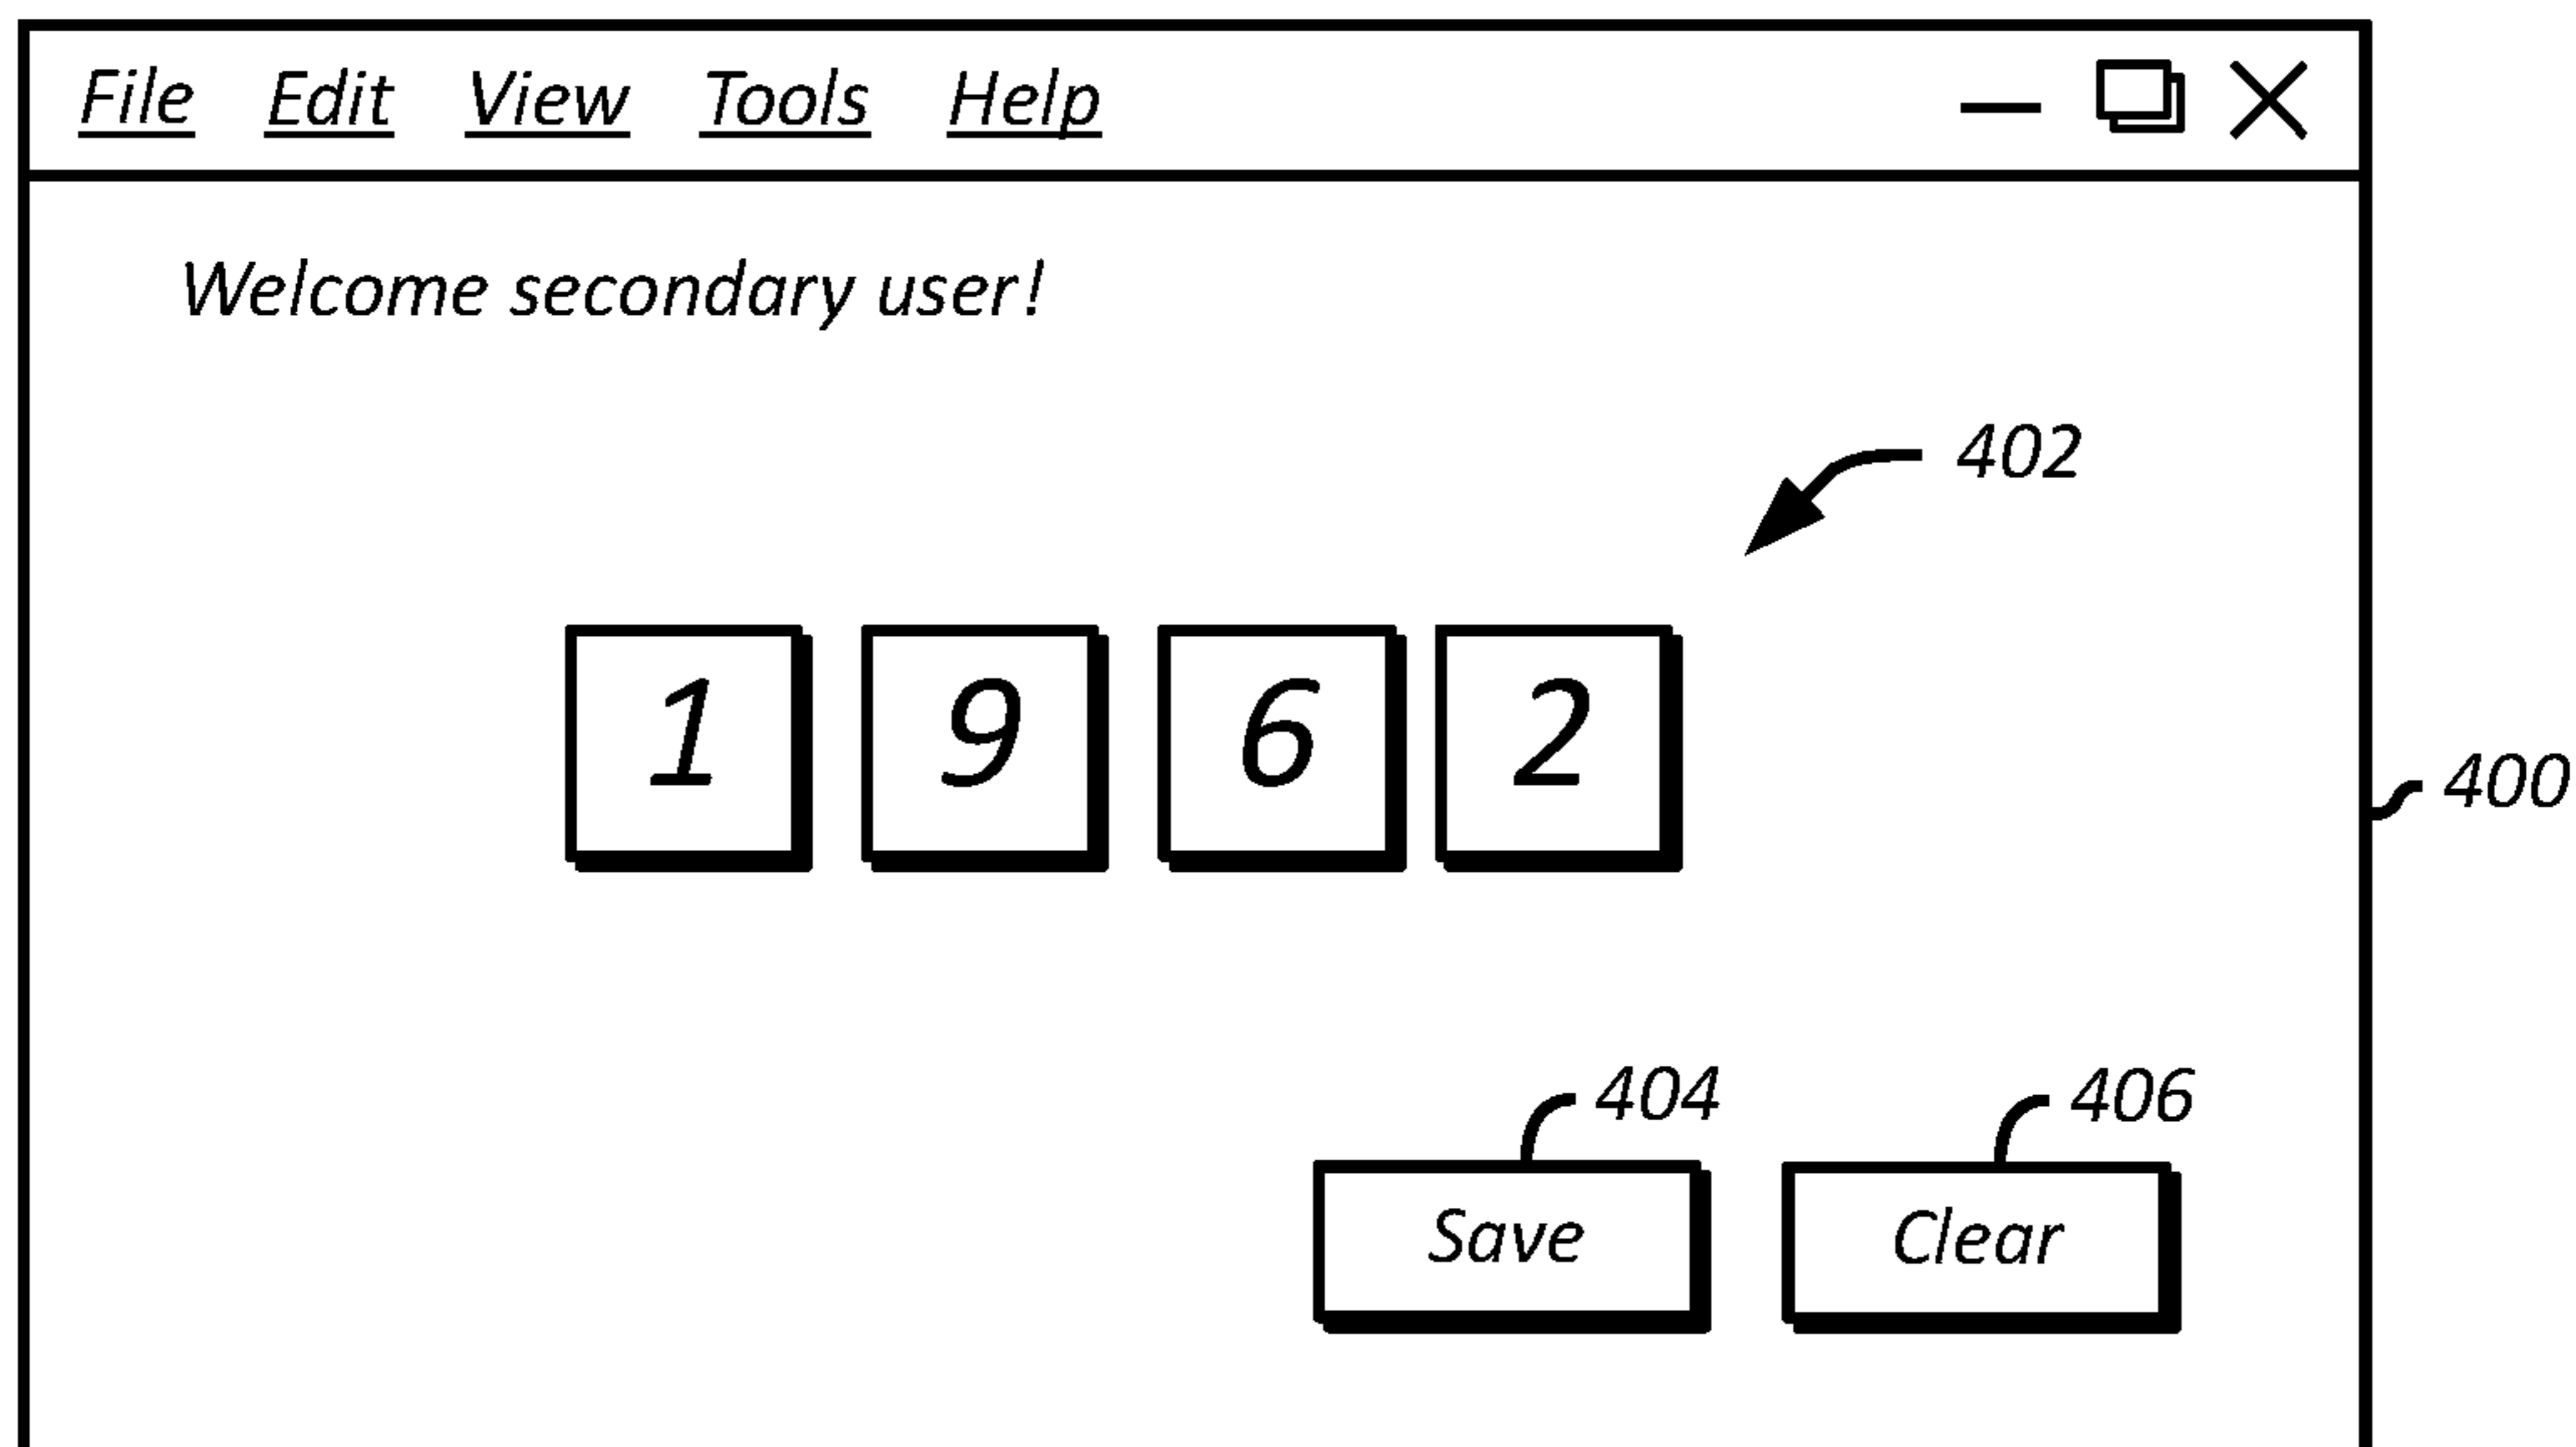 File Edit View Tools Help
Welcome secondary user!
402
1 9 6 2
400
404 406
Save Clear